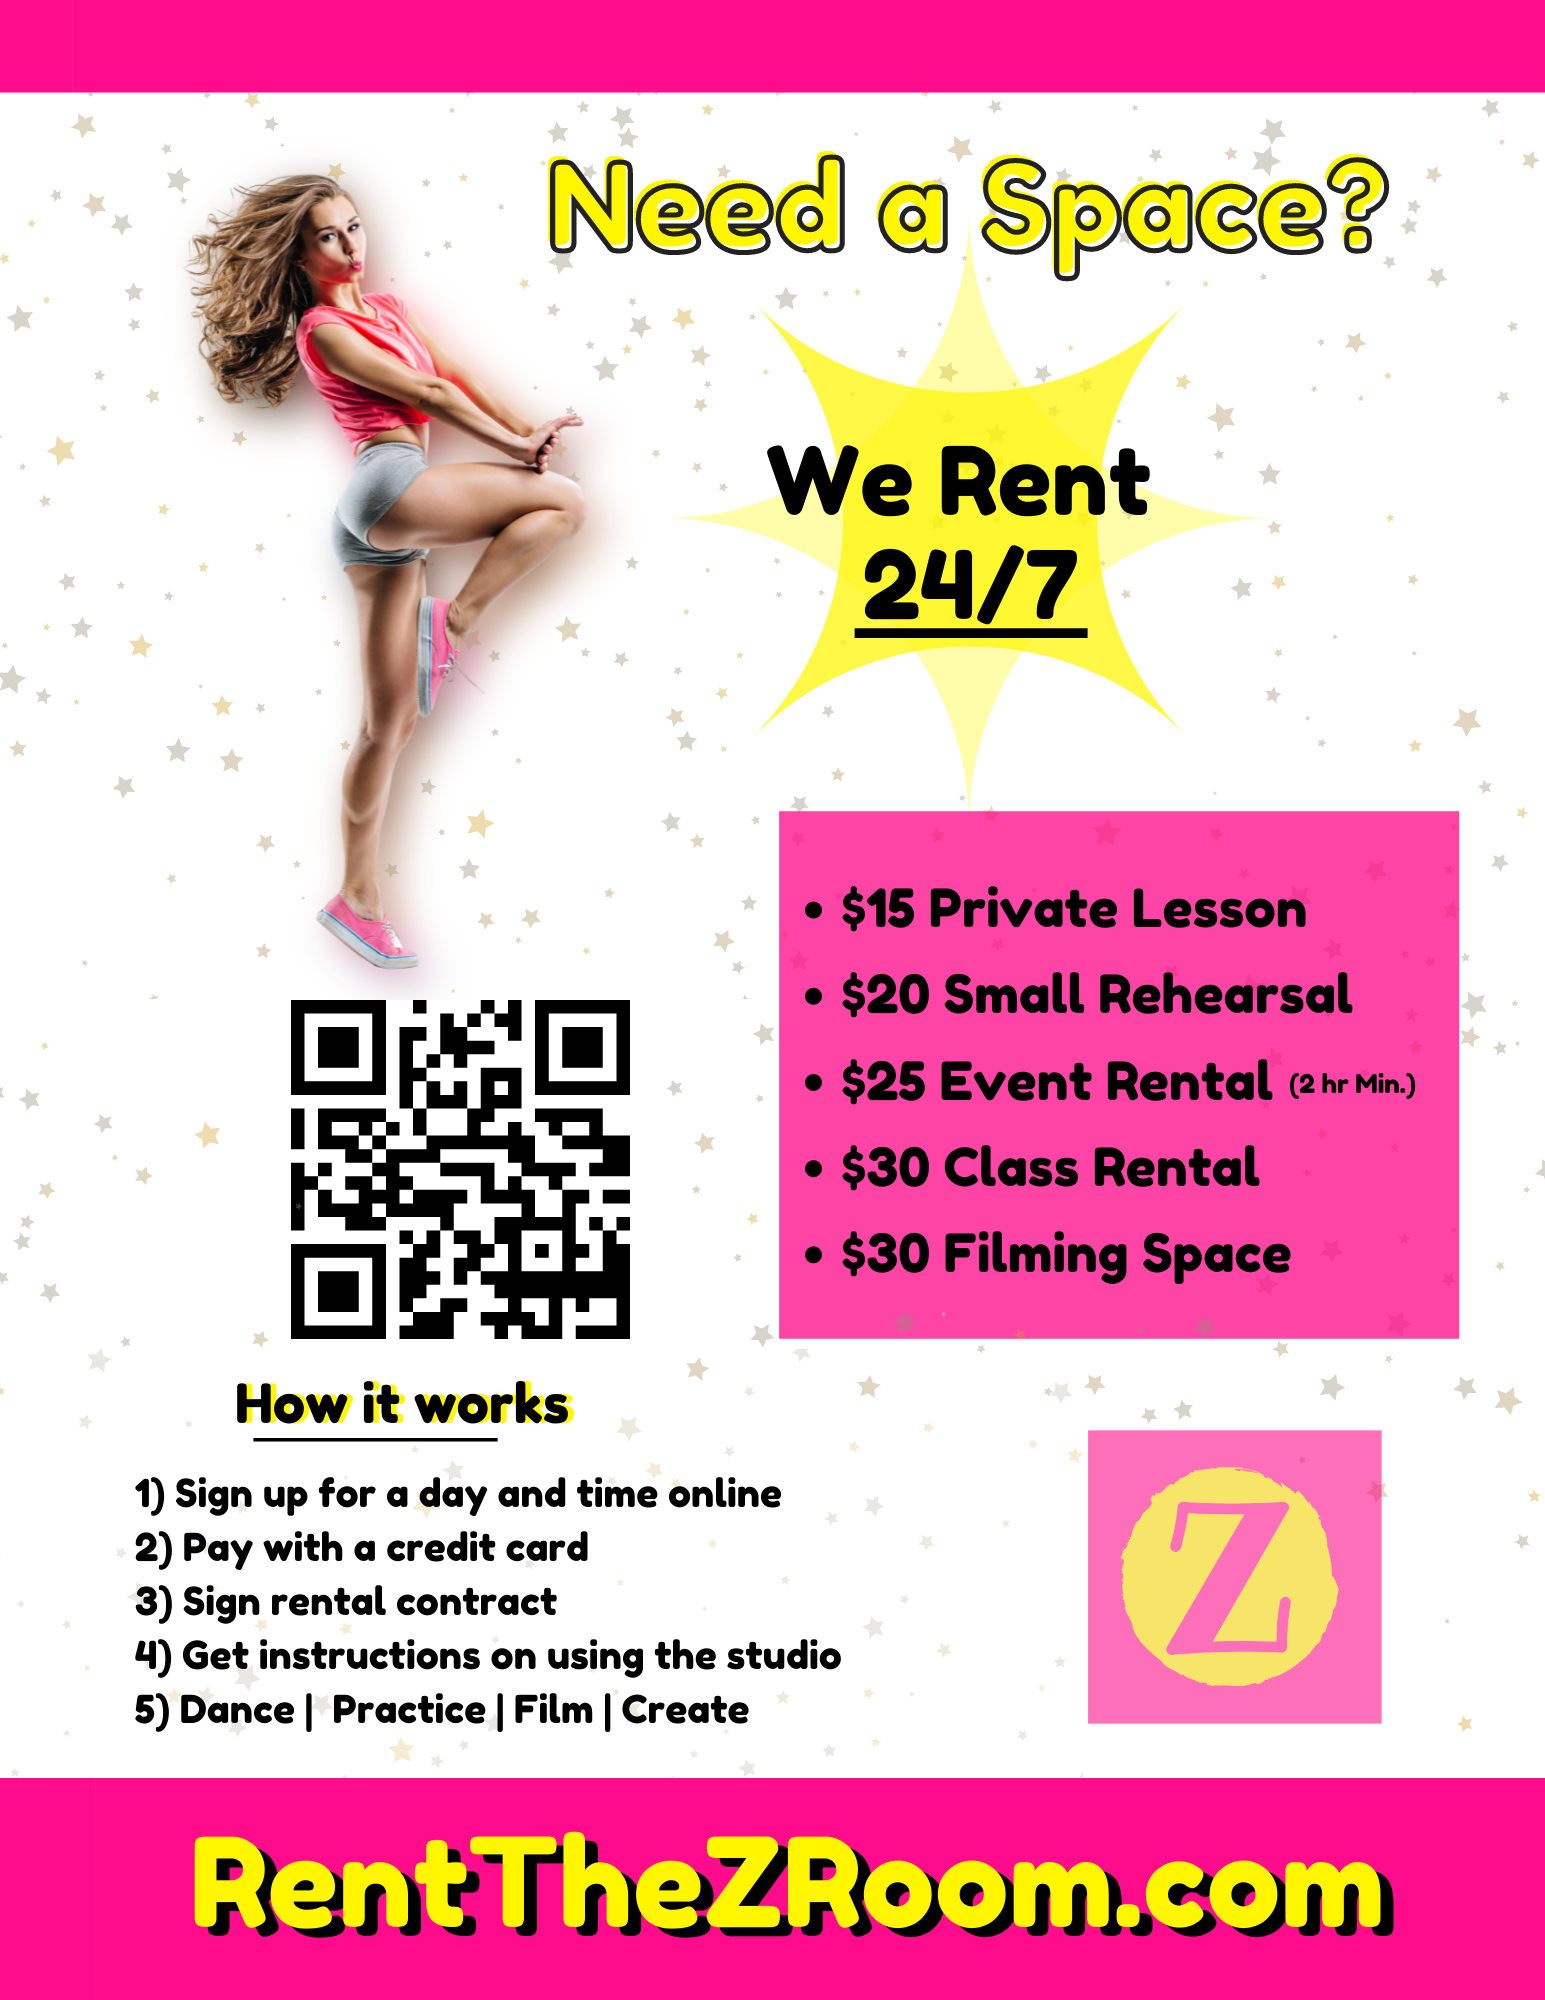 Need a Space?
We Rent
24/7
• $15 Private Lesson
• $20 Small Rehearsal
• $25 Event Rental (2 hr Min.)
• $30 Class Rental
• $30 Filming Space
How it works
1) Sign up for a day and time online
2) Pay with a credit card
3) Sign rental contract
4) Get instructions on using the studio
5) Dance | Practice | Film | Create
Z
RentTheZRoom.com